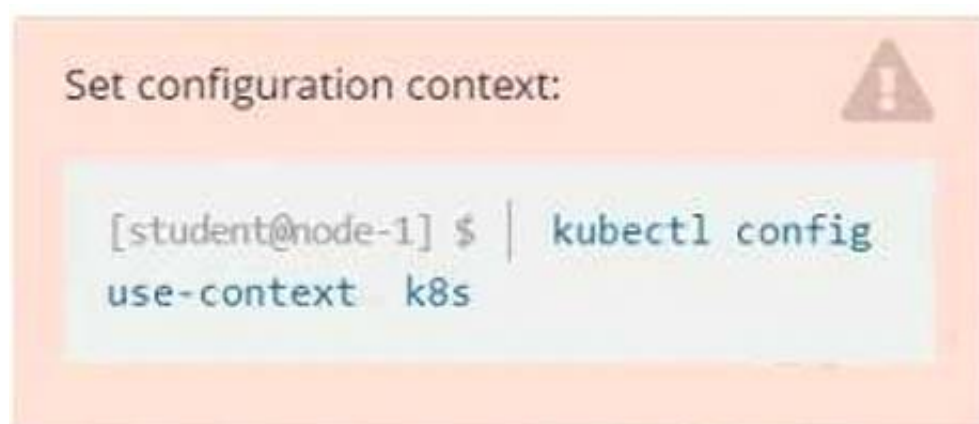 Set configuration context:
[student@node-1] $ | kubectl config
use-context k8s